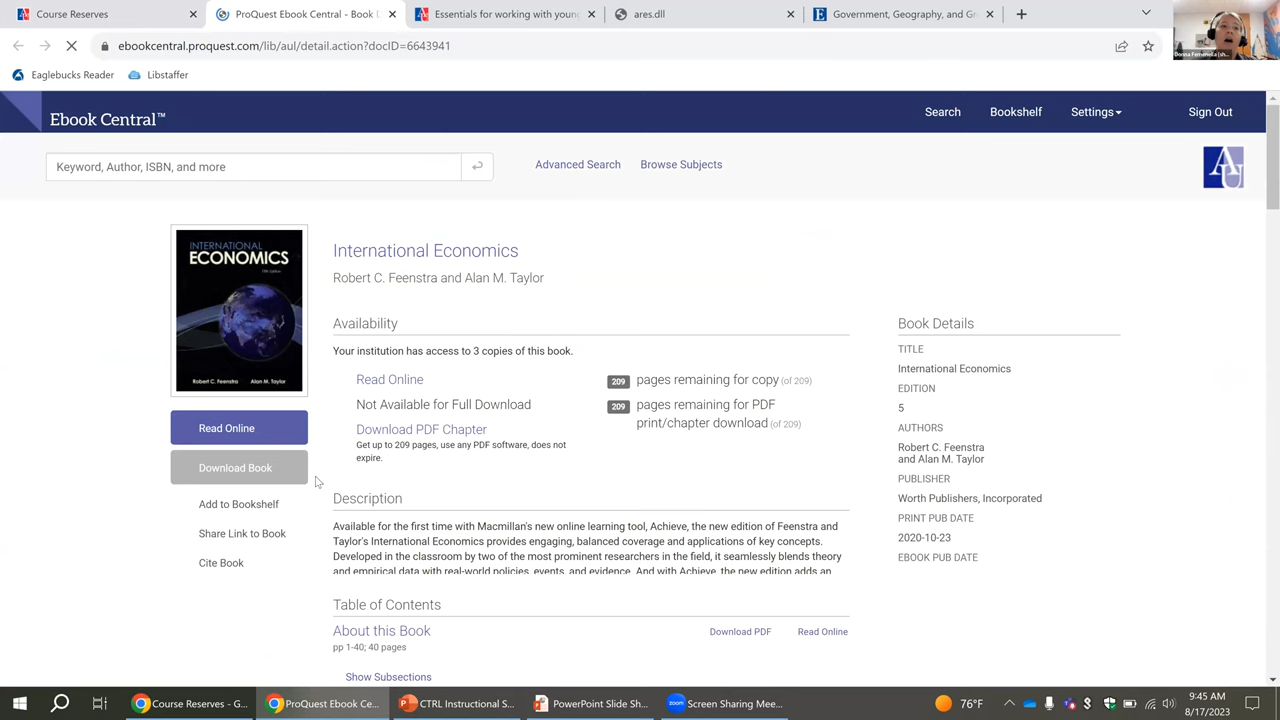 Course Reserves
ProQuest Ebook Central - Book D
Essentials for working with young
ares.dll
Government, Geography, and Gr
ebookcentral.proquest.com/lib/aul/detail.action?docID=6643941
Eaglebucks Reader
Libstaffer
Ebook Central™
Search
Bookshelf
Settings
Sign Out
Keyword, Author, ISBN, and more
Advanced Search
Browse Subjects
AU
INTERNATIONAL
ECONOMICS
Robert C. Feenstra Alan M. Taylor
International Economics
Robert C. Feenstra and Alan M. Taylor
Availability
Your institution has access to 3 copies of this book.
Read Online
Not Available for Full Download
Download PDF Chapter
Get up to 209 pages, use any PDF software, does not
expire.
209 pages remaining for copy (of 209)
209 pages remaining for PDF
print/chapter download (of 209)
Read Online
Download Book
Add to Bookshelf
Share Link to Book
Cite Book
Description
Available for the first time with Macmillan's new online learning tool, Achieve, the new edition of Feenstra and
Taylor's International Economics provides engaging, balanced coverage and applications of key concepts.
Developed in the classroom by two of the most prominent researchers in the field, it seamlessly blends theory
and empirical data with real-world policies, events, and evidence. And with Achieve, the new edition adds an
Table of Contents
About this Book
pp 1-40; 40 pages
Download PDF
Read Online
Show Subsections
Book Details
TITLE
International Economics
EDITION
5
AUTHORS
Robert C. Feenstra
and Alan M. Taylor
PUBLISHER
Worth Publishers, Incorporated
PRINT PUB DATE
2020-10-23
EBOOK PUB DATE
Course Reserves - G...
ProQuest Ebook Ce...
CTRL Instructional S...
PowerPoint Slide Sh...
zoom
Screen Sharing Mee...
76°F
9:45 AM
8/17/2023